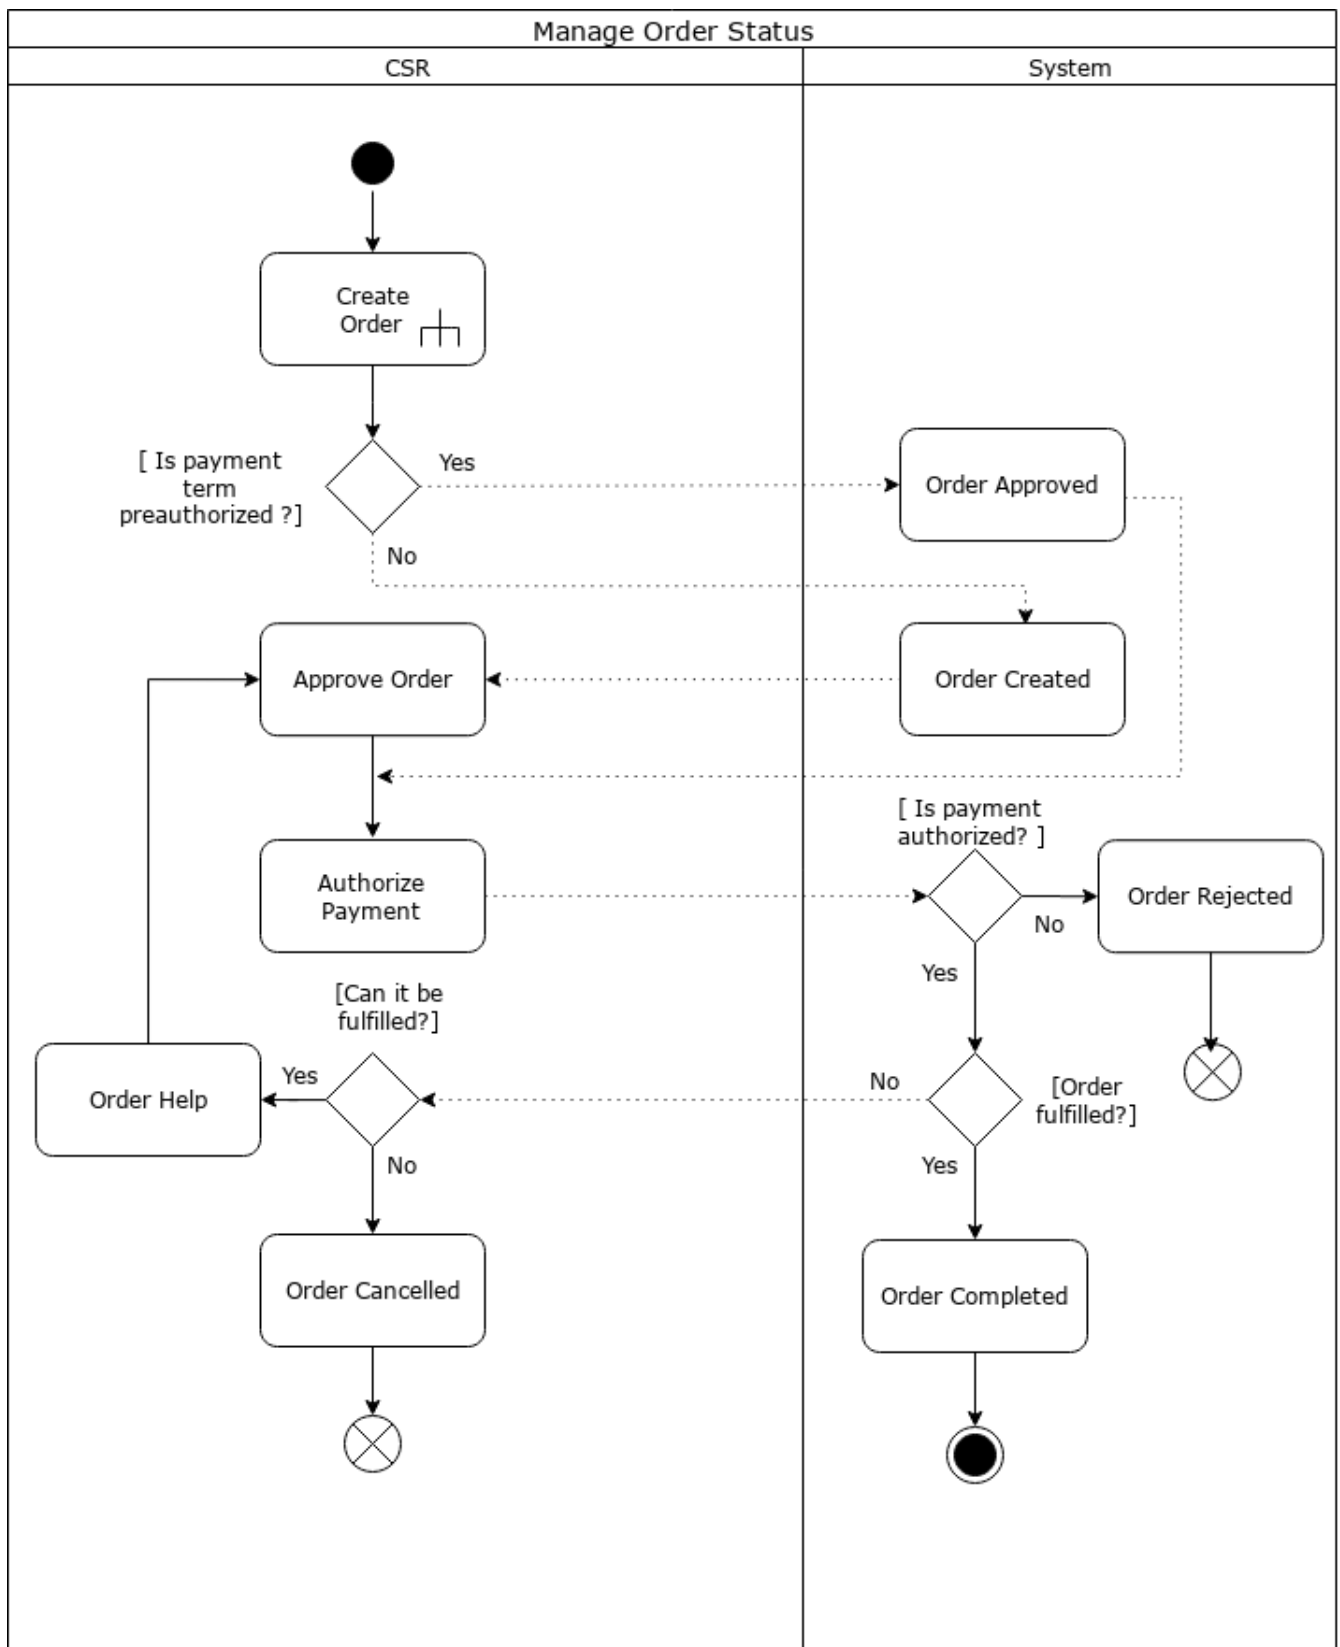 Manage Order Status
CSR
System
Create
Order
[ Is payment
term
preauthorized ?]
Yes
Order Approved
No
Approve Order
Order Created
[ Is payment
authorized? ]
Authorize
Payment
Order Rejected
No
Yes
[Can it be
fulfilled?]
Order Help
Yes
No
[Order
fulfilled?]
No
Yes
Order Cancelled
Order Completed